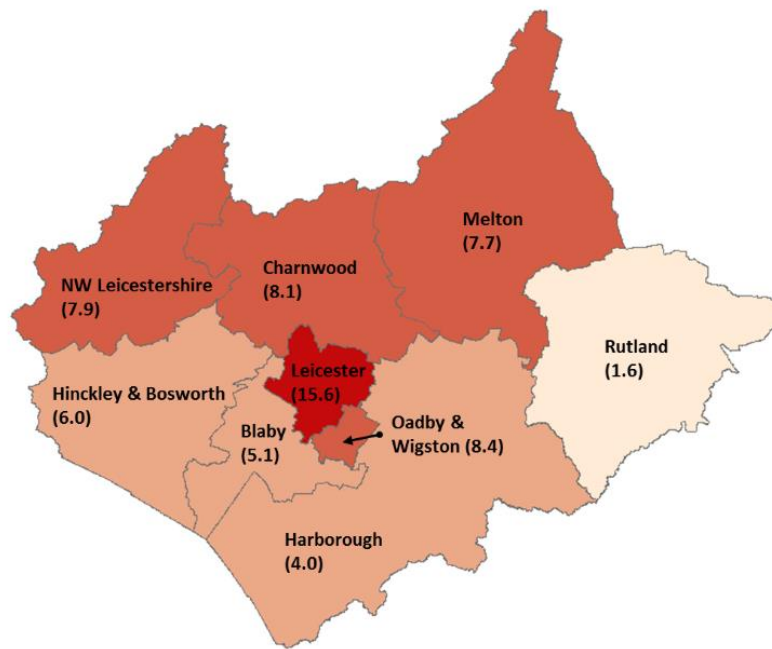 Melton
(7.7)
Charnwood
(8.1)
NW Leicestershire
(7.9)
Rutland
(1.6)
Leicester
(15.6)
Hinckley & Bosworth
(6.0)
Blaby
(5.1)
Oadby &
Wigston (8.4)
Harborough
(4.0)